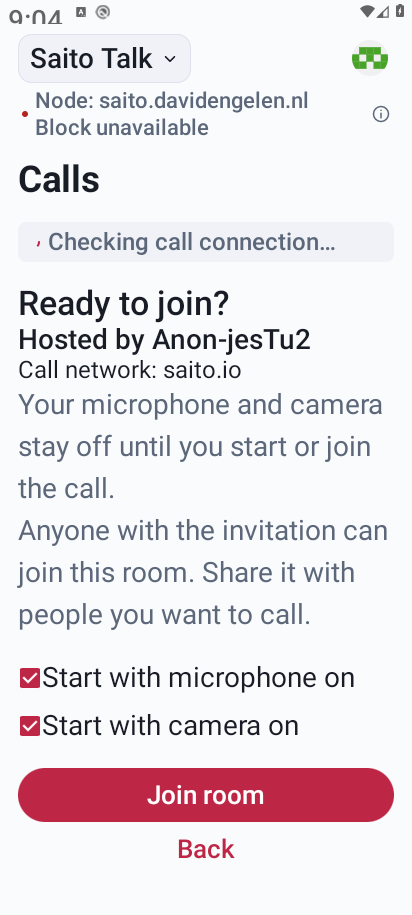 9:04
Saito Talk
Node: saito.davidengelen.nl
Block unavailable
Calls
Checking call connection…
Ready to join?
Hosted by Anon-jesTu2
Call network: saito.io
Your microphone and camera
stay off until you start or join
the call.
Anyone with the invitation can
join this room. Share it with
people you want to call.
Start with microphone on
Start with camera on
Join room
Back